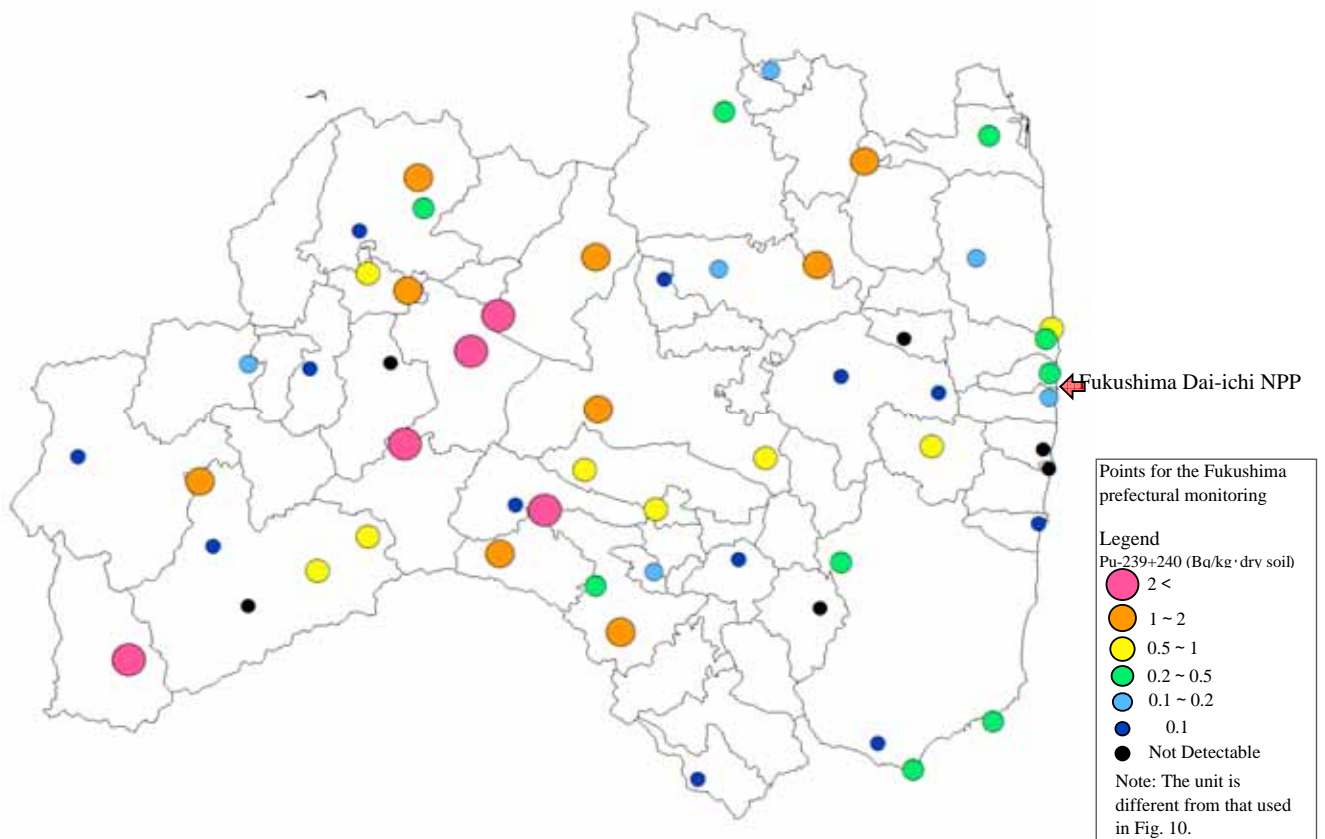 Fukushima Dai-ichi NPP
Points for the Fukushima
prefectural monitoring
Legend
Pu-239+240 (Bq/kg·dry soil)
2 <
1 ~ 2
0.5 ~ 1
0.2 ~ 0.5
0.1 ~ 0.2
0.1
Not Detectable
Note: The unit is
different from that used
in Fig. 10.